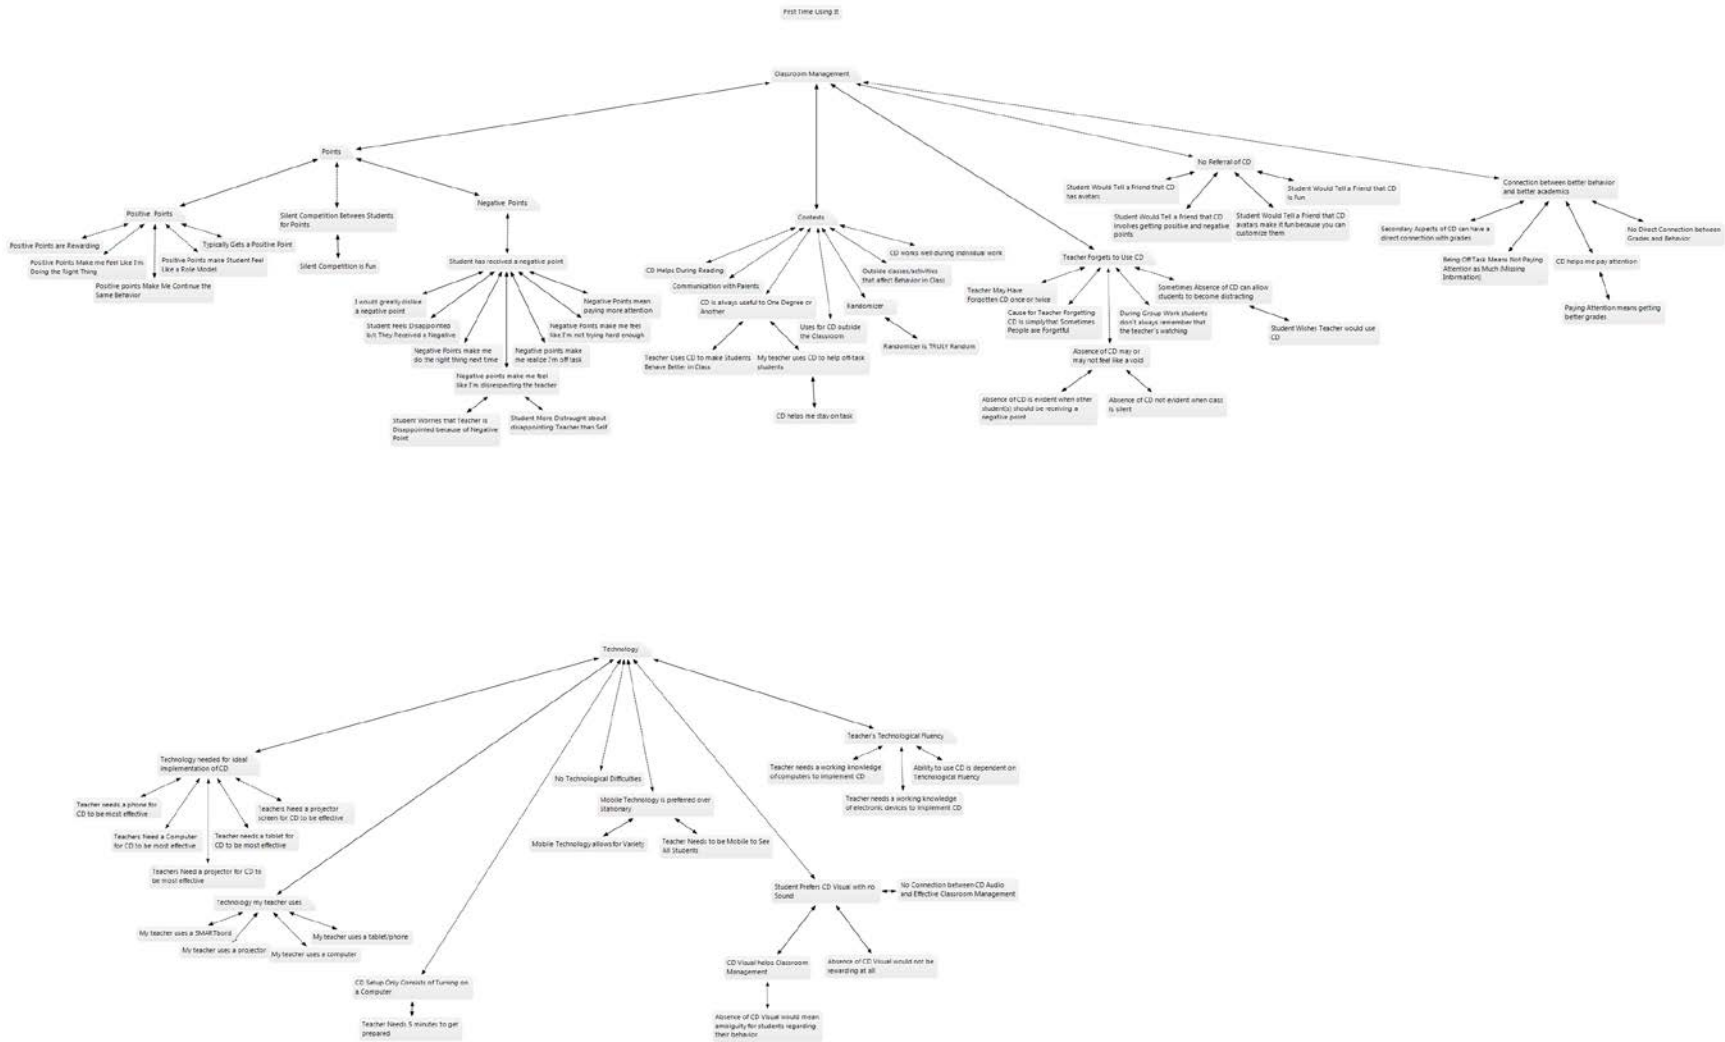 First Time Using It
Classroom Management
Points
No Referral of CD
Student Would Tell a Friend that CD
has avatars
Student Would Tell a Friend that CD
is Fun
Student Would Tell a Friend that CD
involves getting positive and negative
points
Student Would Tell a Friend that CD
avatars make it fun because you can
customize them
Connection between better behavior
and better academics
Secondary Aspects of CD can have a
direct connection with grades
No Direct Connection between
Grades and Behavior
Being Off Task Means Not Paying
Attention as Much (Missing
Information)
CD helps me pay attention
Paying Attention means getting
better grades
Positive Points
Positive Points are Rewarding
Typically Gets a Positive Point
Positive Points Make me Feel Like I'm
Doing the Right Thing
Positive Points make Student Feel
Like a Role Model
Positive points Make Me Continue the
Same Behavior
Silent Competition Between Students
for Points
Silent Competition is Fun
Negative Points
Student has received a negative point
I would greatly dislike
a negative point
Negative Points mean
paying more attention
Student Feels Disappointed
but They Received a Negative
Negative Points make me feel
like I'm not trying hard enough
Negative Points make me
do the right thing next time
Negative points make
me realize I'm off task
Negative points make me feel
like I'm disrespecting the teacher
Student Worries that Teacher is
Disappointed because of Negative
Point
Student More Distraught about
disappointing Teacher than Self
Contexts
CD works well during individual work
CD Helps During Reading
Outside classes/activities
that affect Behavior in Class
Communication with Parents
CD is always useful to One Degree or
Another
Randomizer
Uses for CD outside
the Classroom
Randomizer is TRULY Random
Teacher Uses CD to make Students
Behave Better in Class
My teacher uses CD to help off-task
students
CD helps me stay on task
Teacher Forgets to Use CD
Teacher May Have
Forgotten CD once or twice
Sometimes Absence of CD can allow
students to become distracting
Cause for Teacher Forgetting
CD is simply that Sometimes
People are Forgetful
During Group Work students
don't always remember that
the teacher's watching
Student Wishes Teacher would use
CD
Absence of CD may or
may not feel like a void
Absence of CD is evident when other
student(s) should be receiving a
negative point
Absence of CD not evident when class
is silent
Technology
Technology needed for ideal
implementation of CD
Teacher needs a phone for
CD to be most effective
Teachers Need a projector
screen for CD to be effective
Teachers Need a Computer
for CD to be most effective
Teacher needs a tablet for
CD to be most effective
Teachers Need a projector for CD to
be most effective
Technology my teacher uses
My teacher uses a SMARTbord
My teacher uses a tablet/phone
My teacher uses a projector
My teacher uses a computer
CD Setup Only Consists of Turning on
a Computer
Teacher Needs 5 minutes to get
prepared
No Technological Difficulties
Mobile Technology is preferred over
stationary
Mobile Technology allows for Variety
Teacher Needs to be Mobile to See
All Students
Teacher's Technological Fluency
Teacher needs a working knowledge
of computers to implement CD
Ability to use CD is dependent on
Technological Fluency
Teacher needs a working knowledge
of electronic devices to implement CD
Student Prefers CD Visual with no
Sound
No Connection between CD Audio
and Effective Classroom Management
CD Visual helps Classroom
Management
Absence of CD Visual would not be
rewarding at all
Absence of CD Visual would mean
ambiguity for students regarding
their behavior